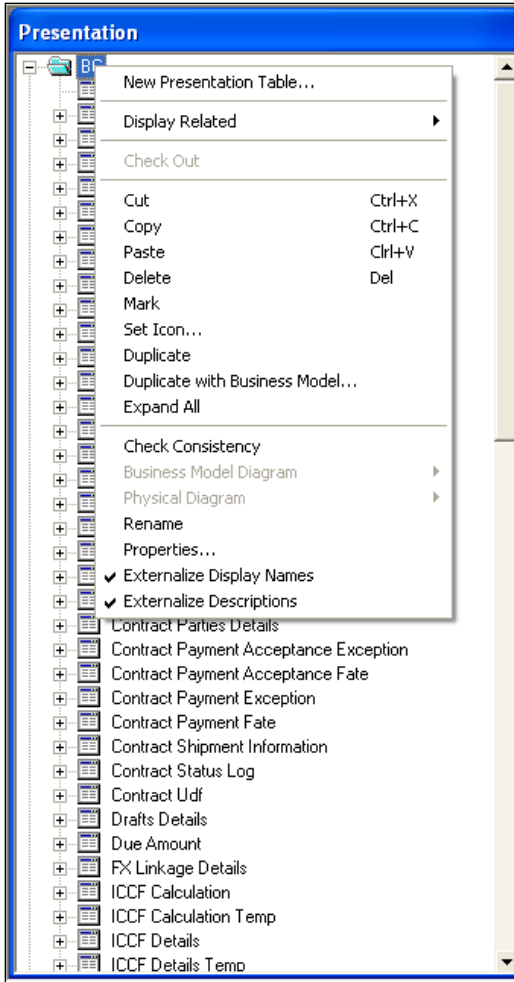 Presentation
BC
New Presentation Table...
Display Related
Check Out
Cut Ctrl+X
Copy Ctrl+C
Paste Clrl+V
Delete Del
Mark
Set Icon...
Duplicate
Duplicate with Business Model...
Expand All
Check Consistency
Business Model Diagram
Physical Diagram
Rename
Properties...
Externalize Display Names
Externalize Descriptions
Contract Parties Details
Contract Payment Acceptance Exception
Contract Payment Acceptance Fate
Contract Payment Exception
Contract Payment Fate
Contract Shipment Information
Contract Status Log
Contract Udf
Drafts Details
Due Amount
FX Linkage Details
ICCF Calculation
ICCF Calculation Temp
ICCF Details
ICCF Details Temp